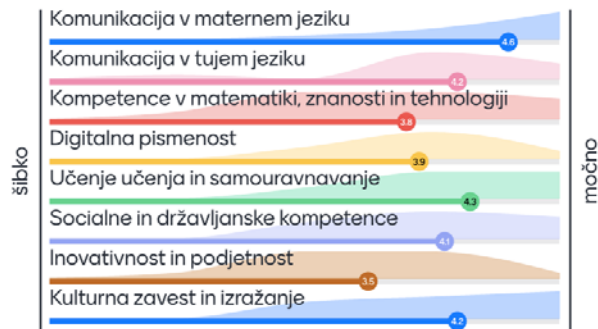 Komunikacija v maternem jeziku
4.6
Komunikacija v tujem jeziku
4.2
Kompetence v matematiki, znanosti in tehnologiji
3.8
Digitalna pismenost
3.9
Učenje učenja in samouravnavanje
4.3
Socialne in državljanske kompetence
4.1
Inovativnost in podjetnost
3.5
Kulturna zavest in izražanje
4.2
šibko
močno